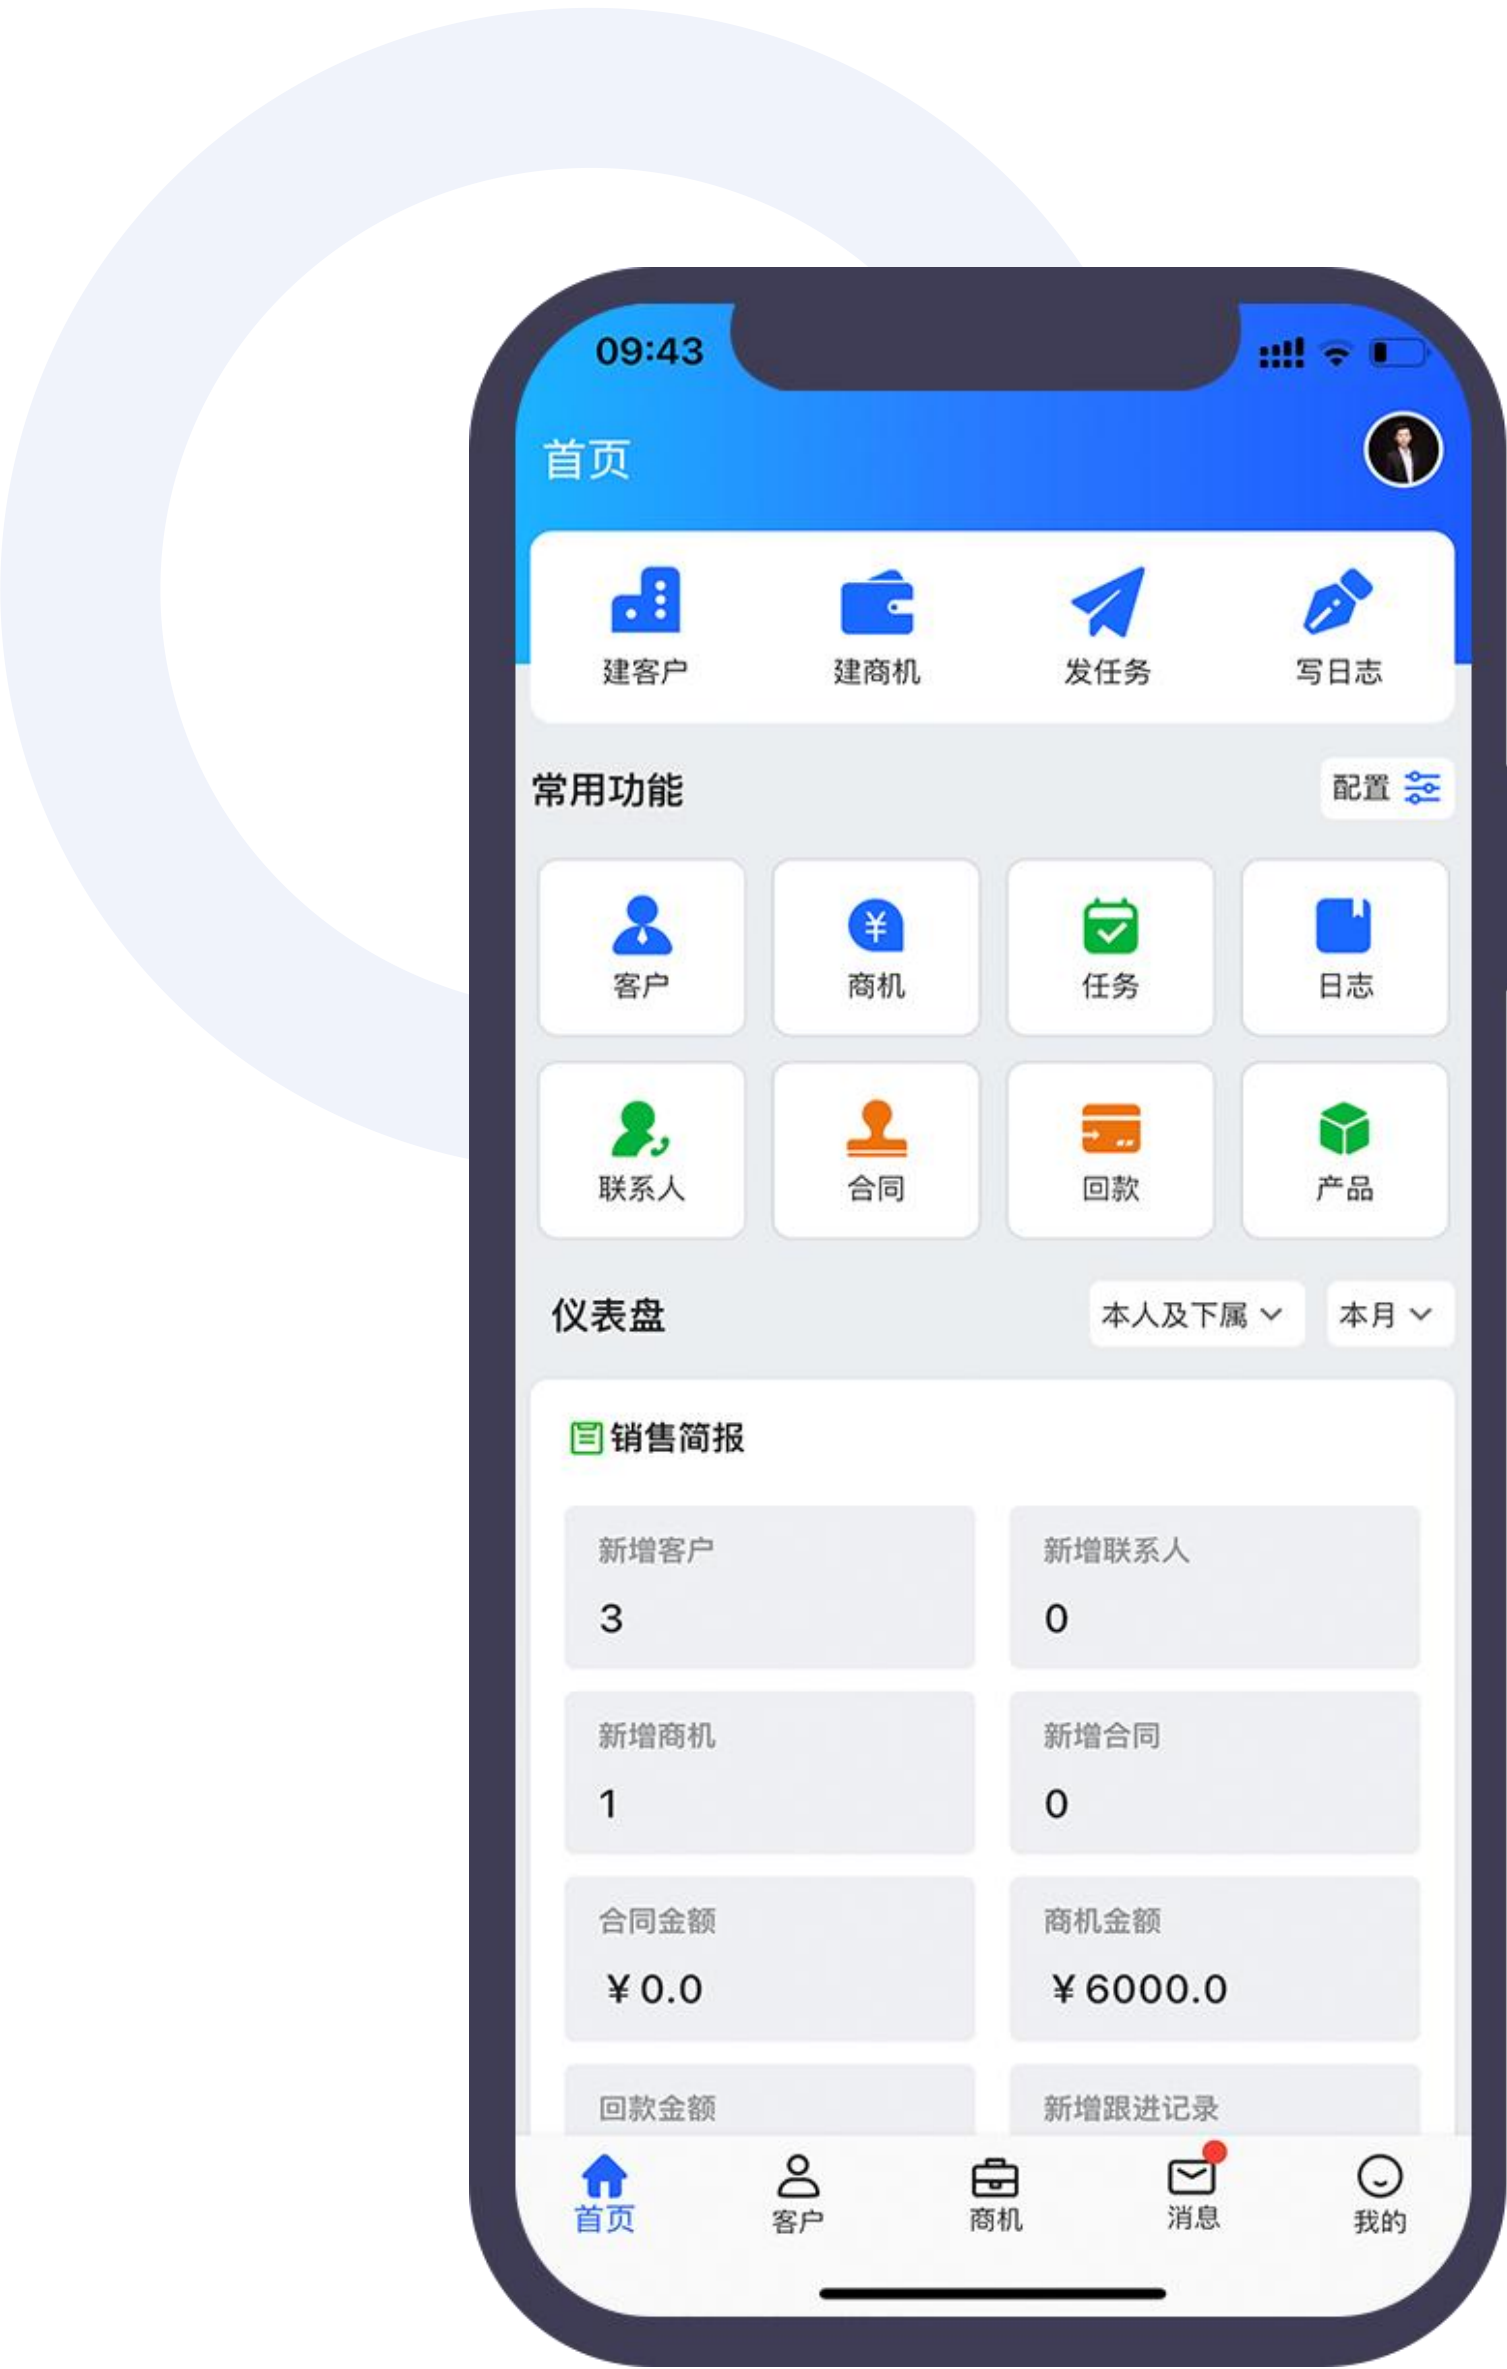 09:43
首页
建客户 建商机 发任务 写日志
常用功能 配置
客户 商机 任务 日志
联系人 合同 回款 产品
仪表盘 本人及下属 本月
销售简报
新增客户 新增联系人
3 0
新增商机 新增合同
1 0
合同金额 商机金额
¥0.0 ¥6000.0
回款金额 新增跟进记录
首页 客户 商机 消息 我的